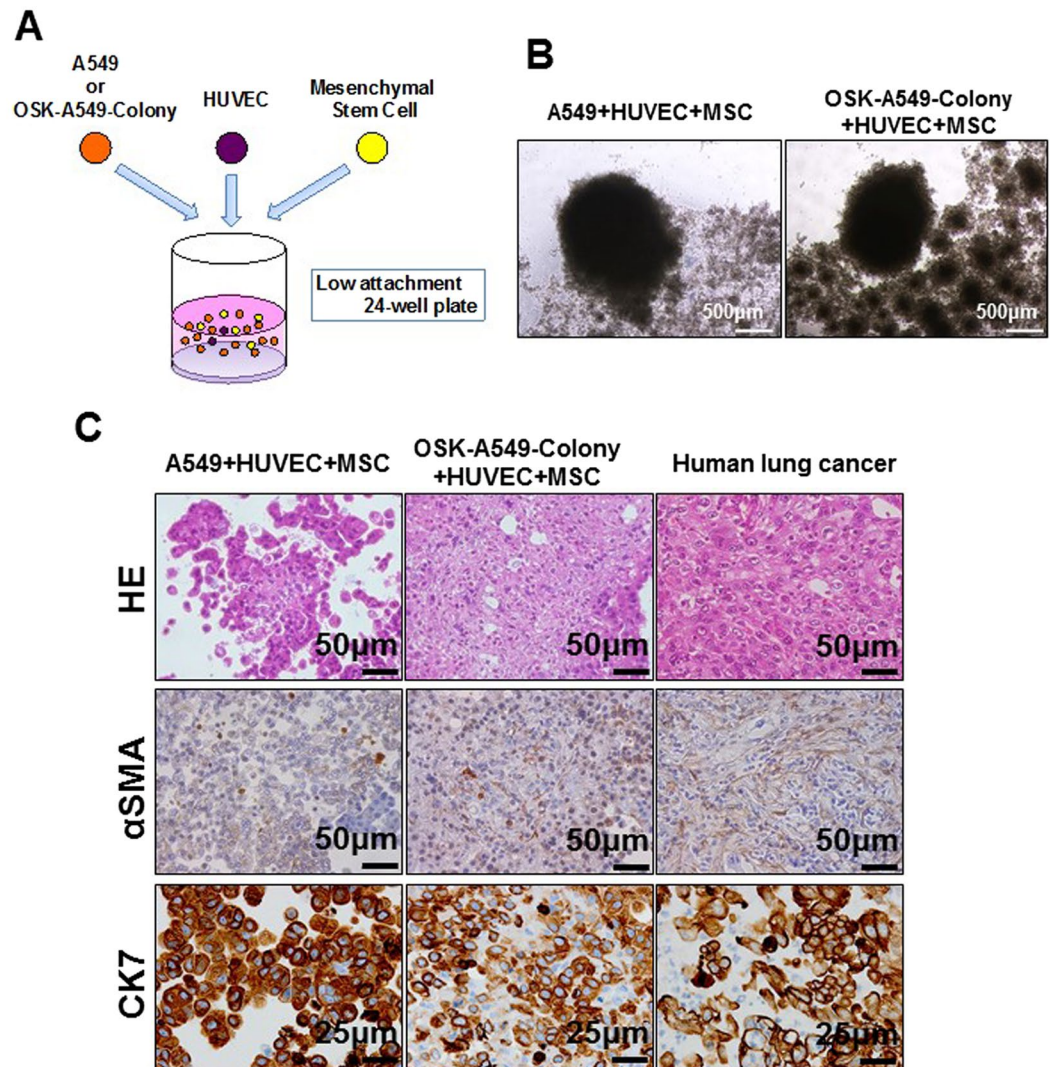 A
A549
or
OSK-A549-Colony
HUVEC
Mesenchymal
Stem Cell
Low attachment
24-well plate
B
A549+HUVEC+MSC
OSK-A549-Colony
+HUVEC+MSC
500μm
500μm
C
A549+HUVEC+MSC
OSK-A549-Colony
+HUVEC+MSC
Human lung cancer
HE
50μm
50μm
50μm
αSMA
50μm
50μm
50μm
CK7
25μm
25μm
25μm